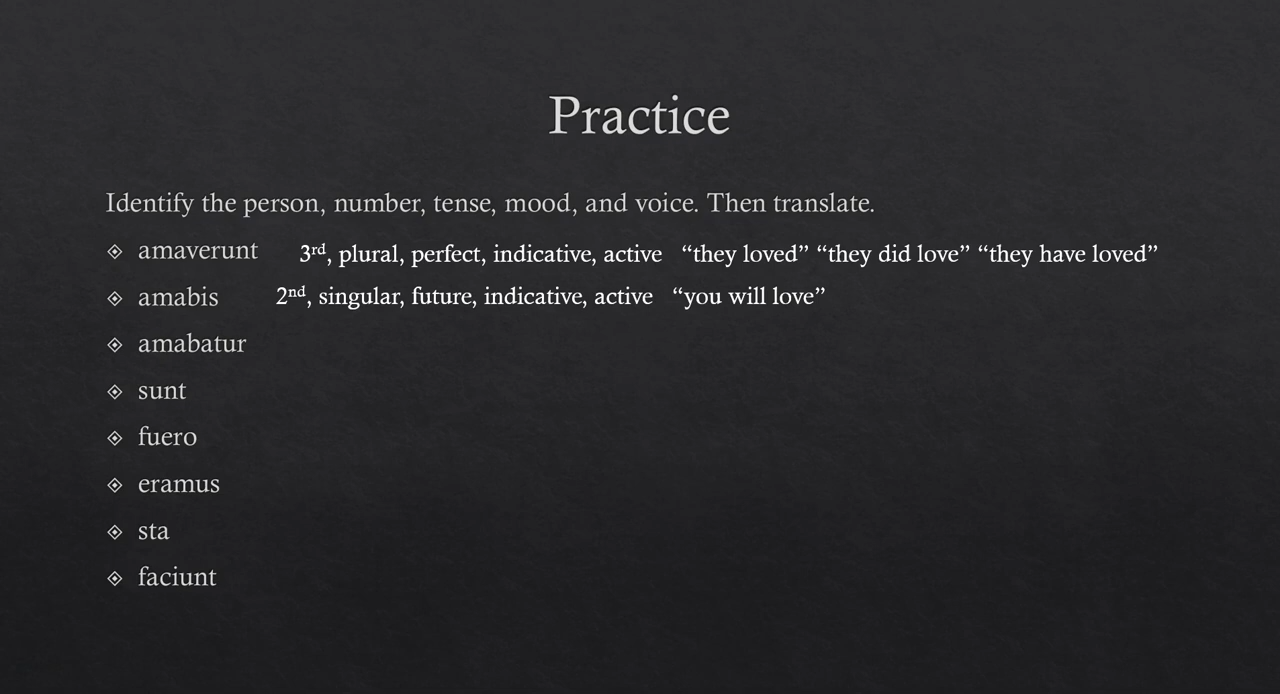 Practice
Identify the person, number, tense, mood, and voice. Then translate.
amaverunt 3rd, plural, perfect, indicative, active “they loved” “they did love” “they have loved”
amabis 2nd, singular, future, indicative, active “you will love”
amabatur
sunt
fuero
eramus
sta
faciunt